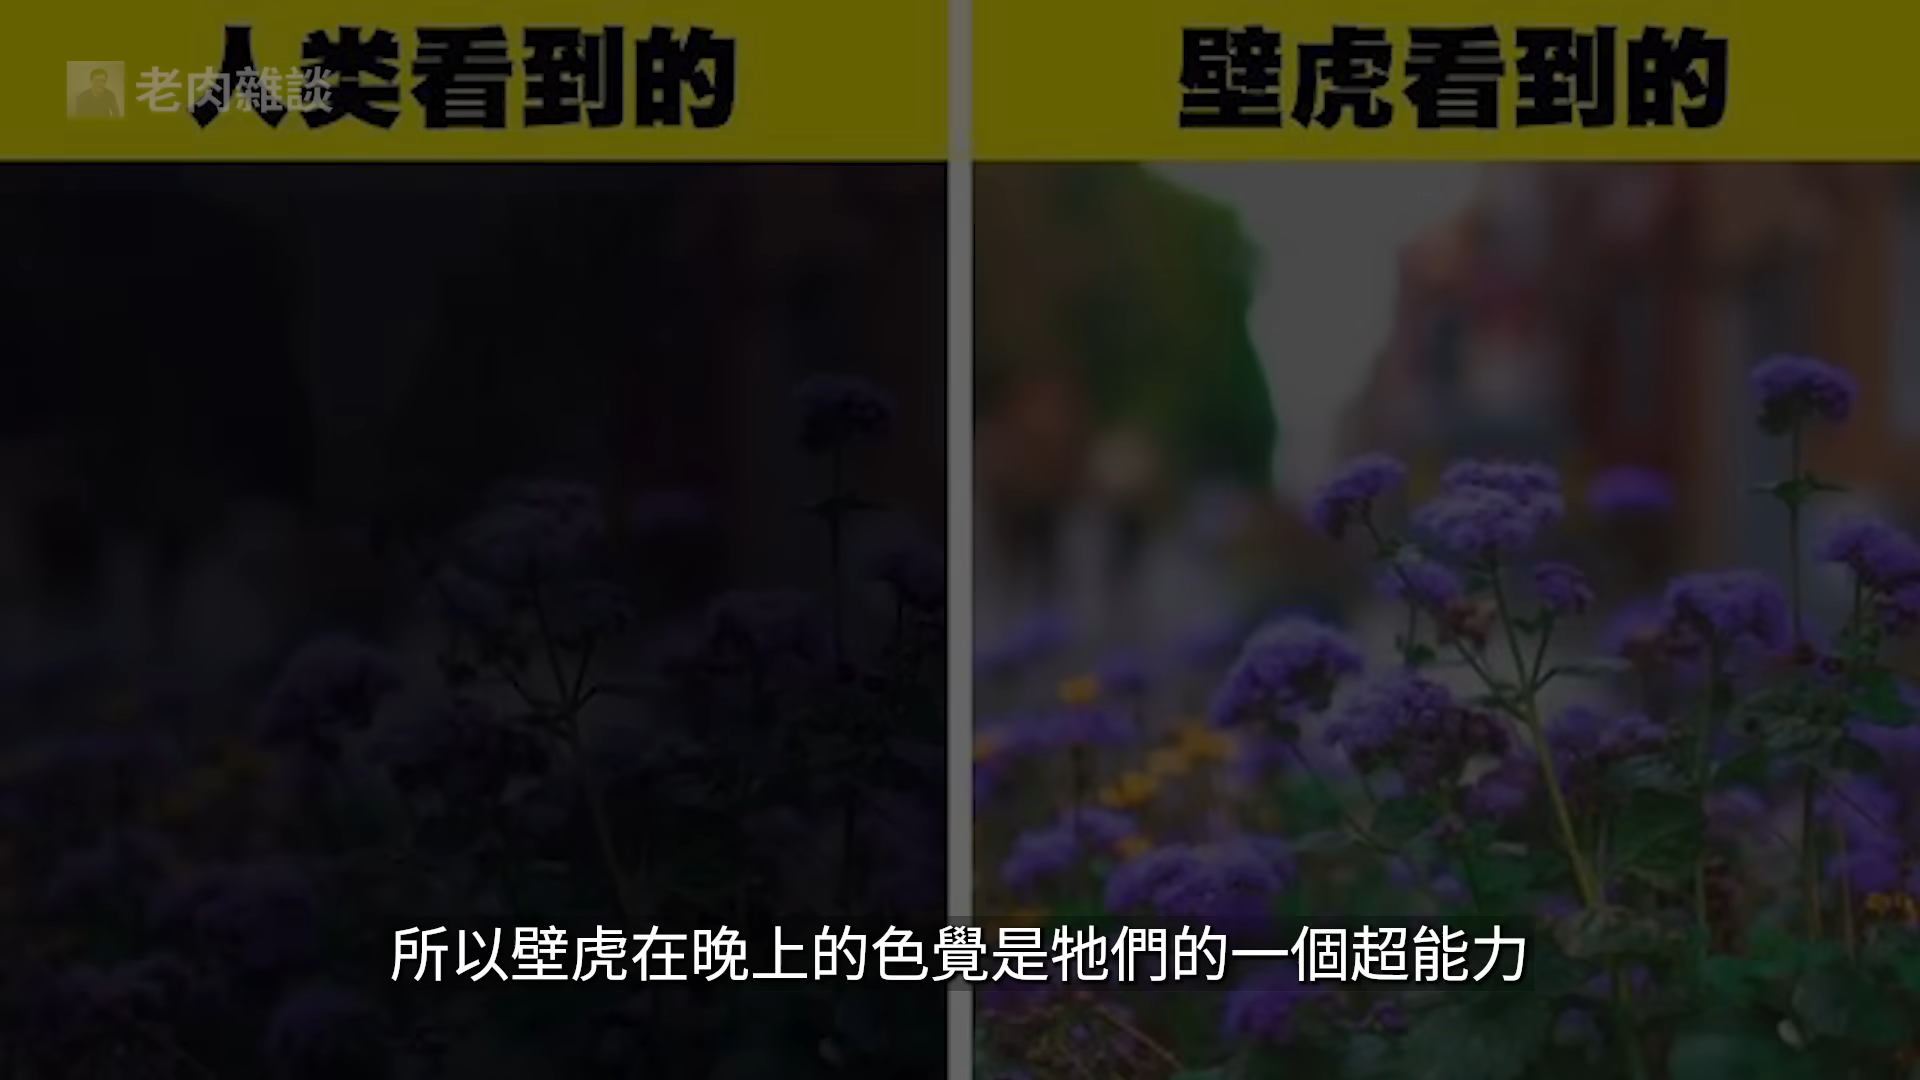 人类看到的
壁虎看到的
老肉雜談
所以壁虎在晚上的色覺是牠們的一個超能力